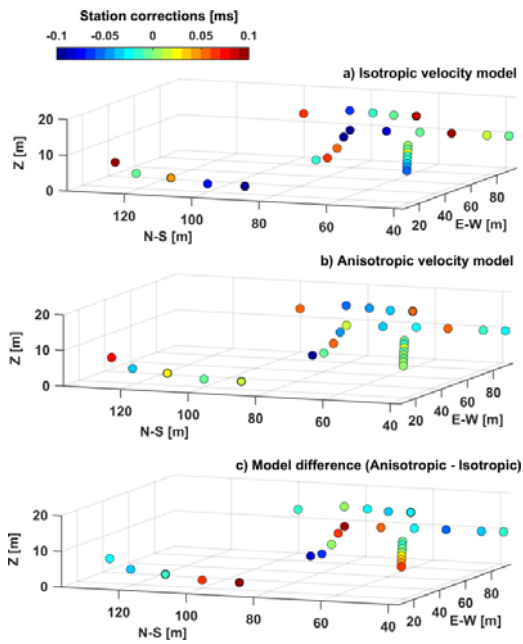 Station corrections [ms]
-0.1 -0.05 0 0.05 0.1
a) Isotropic velocity model
20
10
0
Z [m]
120 100 80 60 40
N-S [m]
20 40 60 80
E-W [m]
b) Anisotropic velocity model
20
10
0
Z [m]
120 100 80 60 40
N-S [m]
20 40 60 80
E-W [m]
c) Model difference (Anisotropic - Isotropic)
20
10
0
Z [m]
120 100 80 60 40
N-S [m]
20 40 60 80
E-W [m]